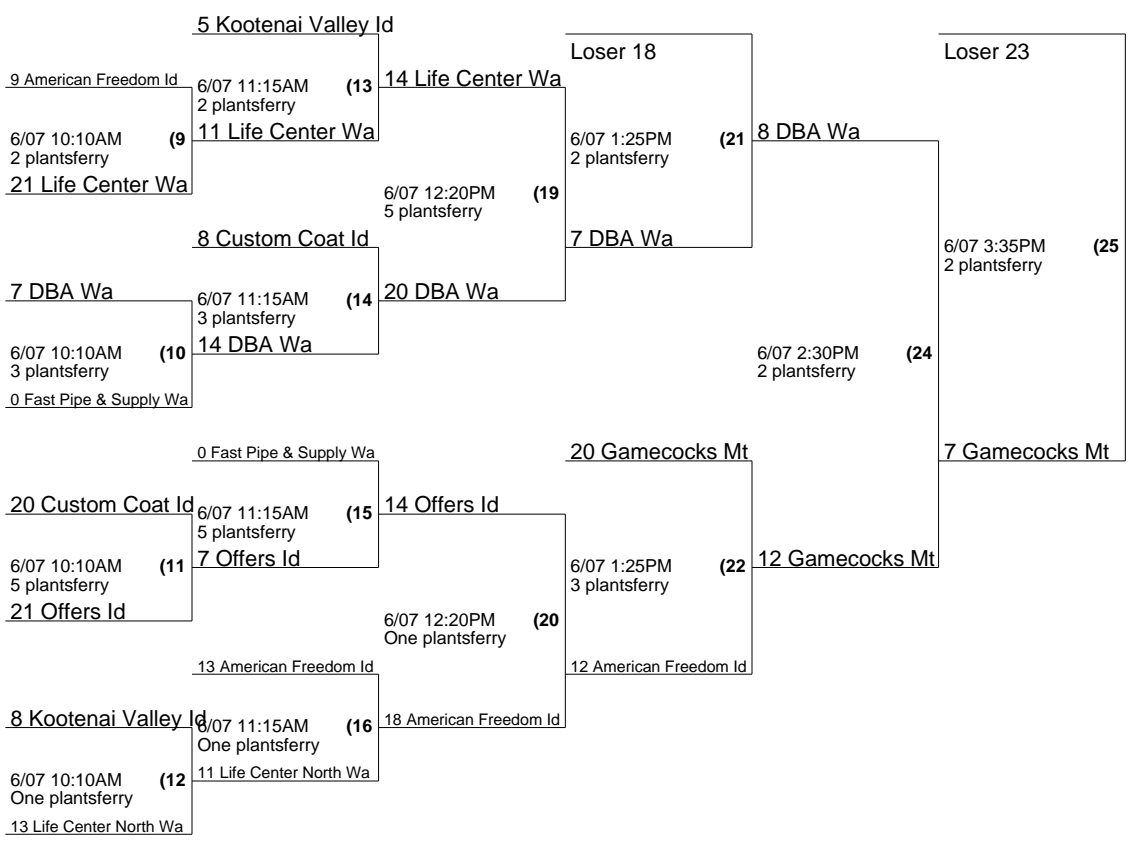 5 Kootenai Valley Id
Loser 18
Loser 23
9 American Freedom Id
6/07 11:15AM (13
2 plantsferry
14 Life Center Wa
6/07 10:10AM (9
2 plantsferry
11 Life Center Wa
6/07 1:25PM (21
2 plantsferry
8 DBA Wa
21 Life Center Wa
6/07 12:20PM (19
5 plantsferry
8 Custom Coat Id
7 DBA Wa
6/07 3:35PM (25
2 plantsferry
7 DBA Wa
6/07 11:15AM (14
3 plantsferry
20 DBA Wa
6/07 10:10AM (10
3 plantsferry
14 DBA Wa
6/07 2:30PM (24
2 plantsferry
0 Fast Pipe & Supply Wa
0 Fast Pipe & Supply Wa
20 Gamecocks Mt
7 Gamecocks Mt
20 Custom Coat Id
6/07 11:15AM (15
5 plantsferry
14 Offers Id
6/07 10:10AM (11
5 plantsferry
7 Offers Id
6/07 1:25PM (22
3 plantsferry
12 Gamecocks Mt
21 Offers Id
6/07 12:20PM (20
One plantsferry
13 American Freedom Id
12 American Freedom Id
8 Kootenai Valley Id
6/07 11:15AM (16
One plantsferry
18 American Freedom Id
6/07 10:10AM (12
One plantsferry
11 Life Center North Wa
13 Life Center North Wa